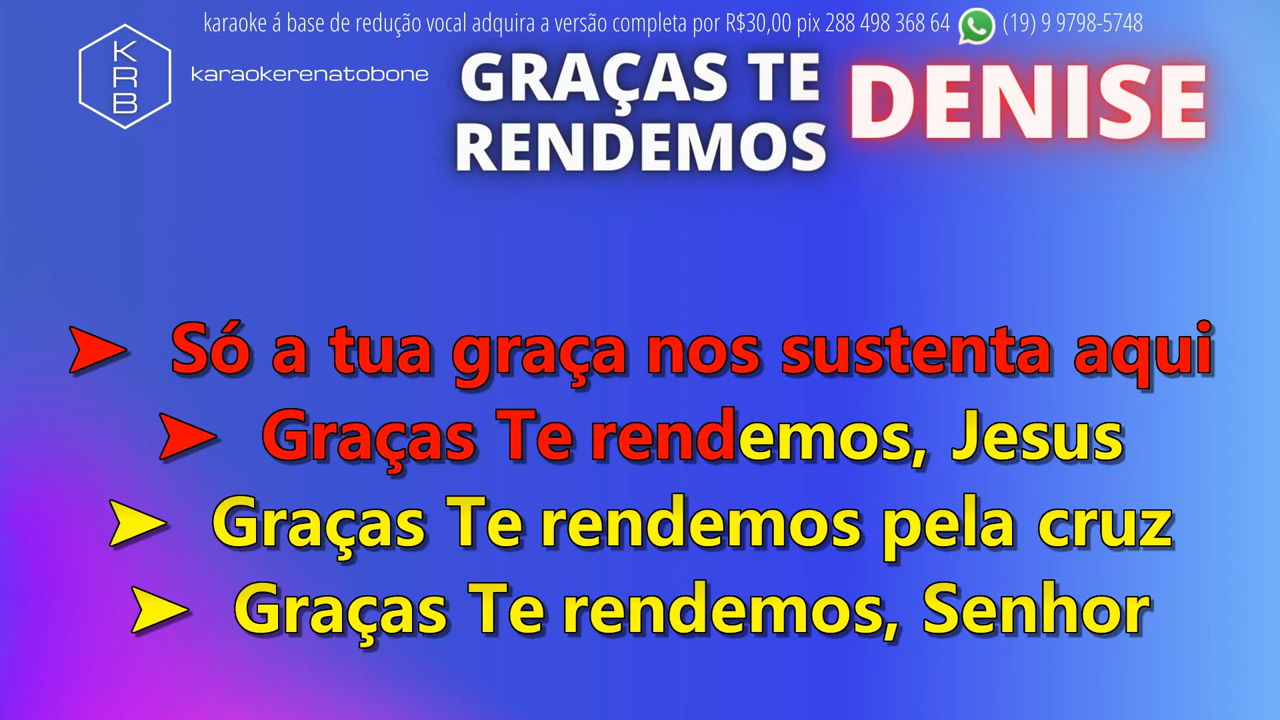 karaoke á base de redução vocal adquira a versão completa por R$30,00 pix 288 498 368 64 (19) 9 9798-5748
KRB
karaokerenatobone
GRAÇAS TE
RENDEMOS
DENISE
➤ Só a tua graça nos sustenta aqui
➤ Graças Te rendemos, Jesus
➤ Graças Te rendemos pela cruz
➤ Graças Te rendemos, Senhor